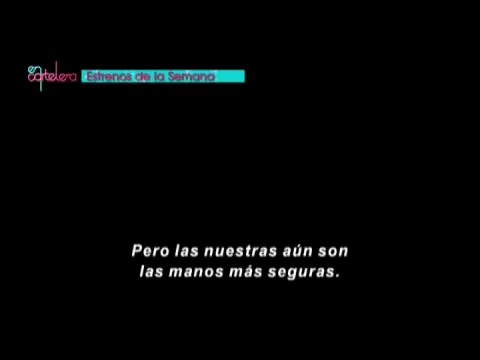 en
cartelera Estrenos de la Semana
Pero las nuestras aún son
las manos más seguras.